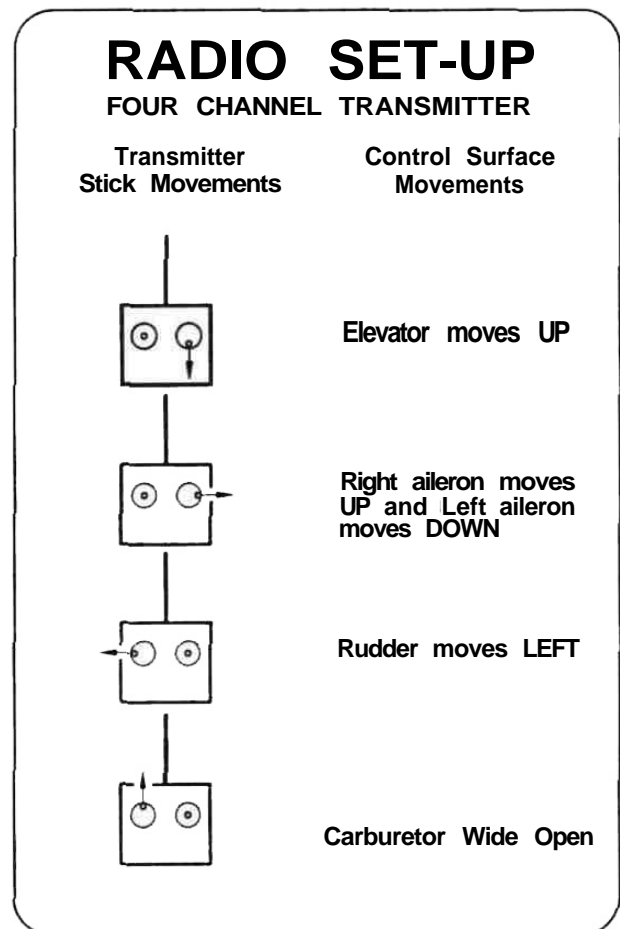 RADIO SET-UP
FOUR CHANNEL TRANSMITTER
Transmitter
Stick Movements
Control Surface
Movements
Elevator moves UP
Right aileron moves
UP and Left aileron
moves DOWN
Rudder moves LEFT
Carburetor Wide Open